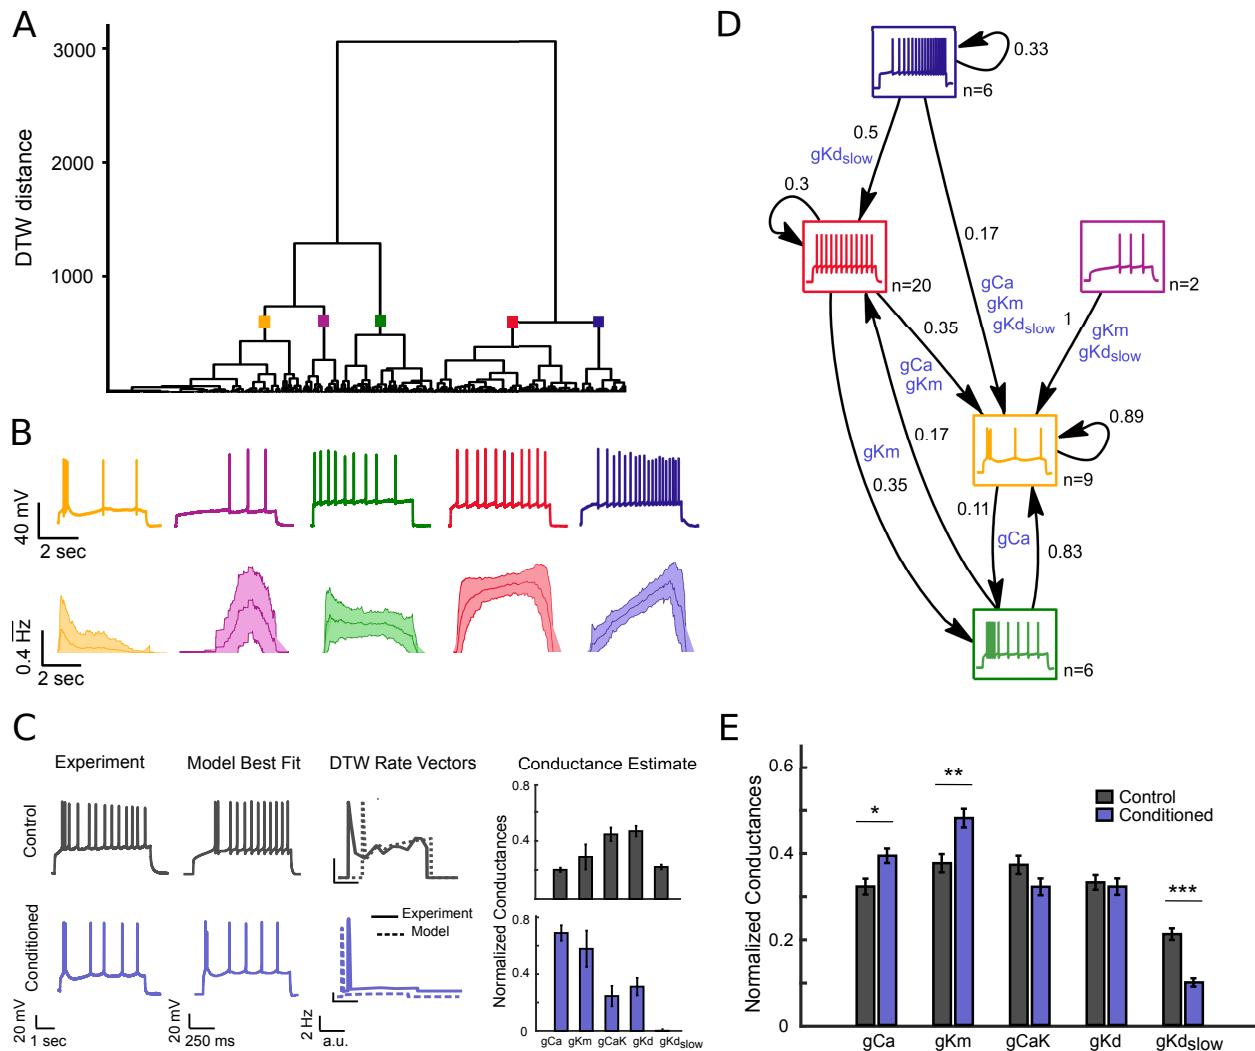 A
DTW distance
3000
2000
1000
B
40 mV
2 sec
0.4 Hz
2 sec
C
Experiment
Model Best Fit
DTW Rate Vectors
Conductance Estimate
Control
Conditioned
Experiment
Model
20 mV
1 sec
20 mV
250 ms
2 Hz
a.u.
Normalized Conductances
0.8
0.4
0.8
0.4
0
gCa
gKm
gCaK
gKd
gKdslow
D
0.33
n=6
0.5
gKdslow
0.3
n=20
0.17
gCa
gKm
gKdslow
n=2
1
gKm
gKdslow
0.35
gCa
gKm
0.17
gKm
0.35
0.89
n=9
0.11
gCa
0.83
n=6
E
Normalized Conductances
0.6
0.4
0.2
0
*
**
***
Control
Conditioned
gCa
gKm
gCaK
gKd
gKdslow